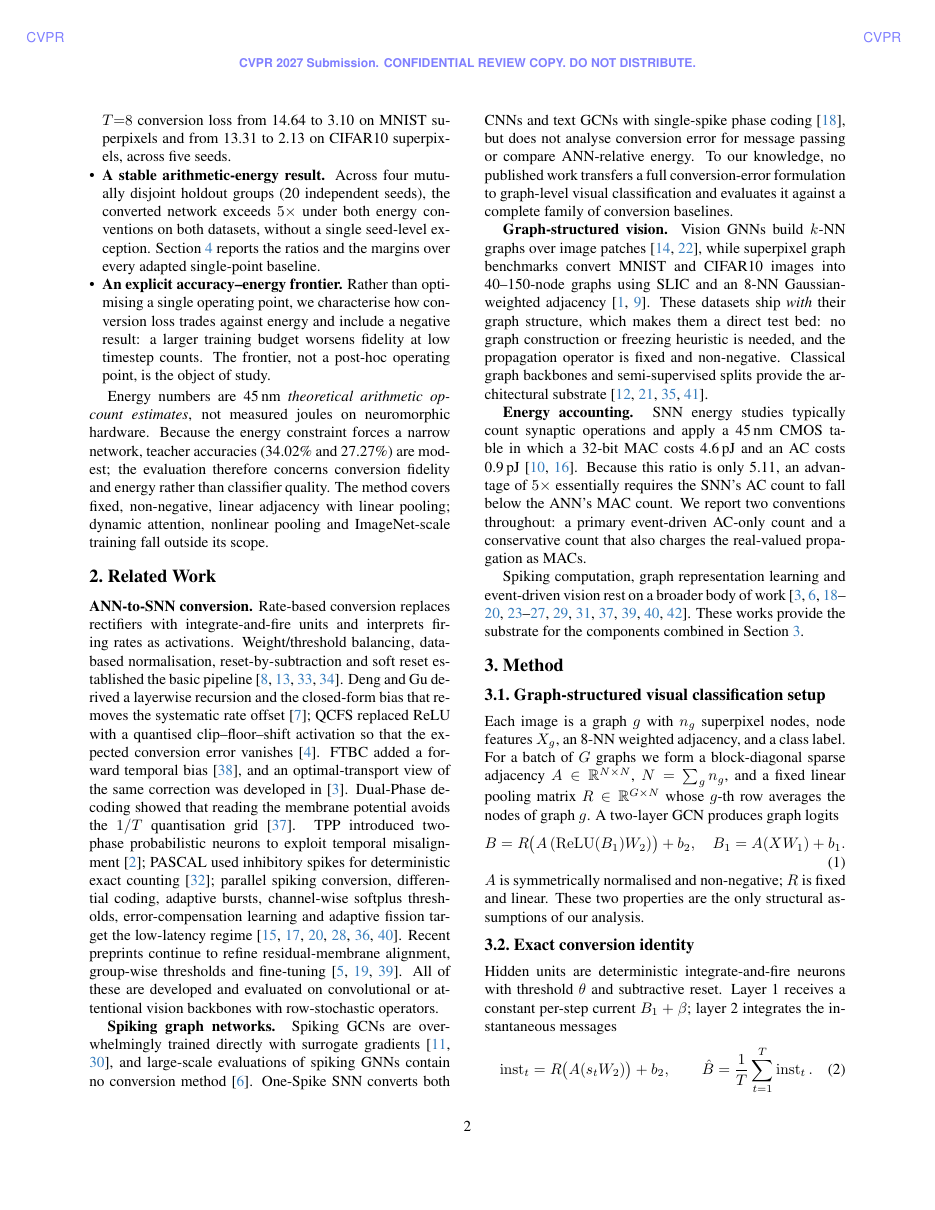 CVPR
CVPR
CVPR 2027 Submission. CONFIDENTIAL REVIEW COPY. DO NOT DISTRIBUTE.
T=8 conversion loss from 14.64 to 3.10 on MNIST su-
perpixels and from 13.31 to 2.13 on CIFAR10 superpix-
els, across five seeds.
• A stable arithmetic-energy result. Across four mutu-
ally disjoint holdout groups (20 independent seeds), the
converted network exceeds 5× under both energy con-
ventions on both datasets, without a single seed-level ex-
ception. Section 4 reports the ratios and the margins over
every adapted single-point baseline.
• An explicit accuracy–energy frontier. Rather than opti-
mising a single operating point, we characterise how con-
version loss trades against energy and include a negative
result: a larger training budget worsens fidelity at low
timestep counts. The frontier, not a post-hoc operating
point, is the object of study.
Energy numbers are 45 nm theoretical arithmetic op-
count estimates, not measured joules on neuromorphic
hardware. Because the energy constraint forces a narrow
network, teacher accuracies (34.02% and 27.27%) are mod-
est; the evaluation therefore concerns conversion fidelity
and energy rather than classifier quality. The method covers
fixed, non-negative, linear adjacency with linear pooling;
dynamic attention, nonlinear pooling and ImageNet-scale
training fall outside its scope.
2. Related Work
ANN-to-SNN conversion. Rate-based conversion replaces
rectifiers with integrate-and-fire units and interprets fir-
ing rates as activations. Weight/threshold balancing, data-
based normalisation, reset-by-subtraction and soft reset es-
tablished the basic pipeline [8, 13, 33, 34]. Deng and Gu de-
rived a layerwise recursion and the closed-form bias that re-
moves the systematic rate offset [7]; QCFS replaced ReLU
with a quantised clip–floor–shift activation so that the ex-
pected conversion error vanishes [4]. FTBC added a for-
ward temporal bias [38], and an optimal-transport view of
the same correction was developed in [3]. Dual-Phase de-
coding showed that reading the membrane potential avoids
the 1/T quantisation grid [37]. TPP introduced two-
phase probabilistic neurons to exploit temporal misalign-
ment [2]; PASCAL used inhibitory spikes for deterministic
exact counting [32]; parallel spiking conversion, differen-
tial coding, adaptive bursts, channel-wise softplus thresh-
olds, error-compensation learning and adaptive fission tar-
get the low-latency regime [15, 17, 20, 28, 36, 40]. Recent
preprints continue to refine residual-membrane alignment,
group-wise thresholds and fine-tuning [5, 19, 39]. All of
these are developed and evaluated on convolutional or at-
tentional vision backbones with row-stochastic operators.
Spiking graph networks. Spiking GCNs are over-
whelmingly trained directly with surrogate gradients [11,
30], and large-scale evaluations of spiking GNNs contain
no conversion method [6]. One-Spike SNN converts both
CNNs and text GCNs with single-spike phase coding [18],
but does not analyse conversion error for message passing
or compare ANN-relative energy. To our knowledge, no
published work transfers a full conversion-error formulation
to graph-level visual classification and evaluates it against a
complete family of conversion baselines.
Graph-structured vision. Vision GNNs build k-NN
graphs over image patches [14, 22], while superpixel graph
benchmarks convert MNIST and CIFAR10 images into
40–150-node graphs using SLIC and an 8-NN Gaussian-
weighted adjacency [1, 9]. These datasets ship with their
graph structure, which makes them a direct test bed: no
graph construction or freezing heuristic is needed, and the
propagation operator is fixed and non-negative. Classical
graph backbones and semi-supervised splits provide the ar-
chitectural substrate [12, 21, 35, 41].
Energy accounting. SNN energy studies typically
count synaptic operations and apply a 45 nm CMOS ta-
ble in which a 32-bit MAC costs 4.6 pJ and an AC costs
0.9 pJ [10, 16]. Because this ratio is only 5.11, an advan-
tage of 5× essentially requires the SNN's AC count to fall
below the ANN's MAC count. We report two conventions
throughout: a primary event-driven AC-only count and a
conservative count that also charges the real-valued propa-
gation as MACs.
Spiking computation, graph representation learning and
event-driven vision rest on a broader body of work [3, 6, 18–
20, 23–27, 29, 31, 37, 39, 40, 42]. These works provide the
substrate for the components combined in Section 3.
3. Method
3.1. Graph-structured visual classification setup
Each image is a graph g with n_g superpixel nodes, node
features X_g, an 8-NN weighted adjacency, and a class label.
For a batch of G graphs we form a block-diagonal sparse
adjacency A ∈ ℝ^{N×N}, N = ∑_g n_g, and a fixed linear
pooling matrix R ∈ ℝ^{G×N} whose g-th row averages the
nodes of graph g. A two-layer GCN produces graph logits
B = R(A (ReLU(B_1)W_2)) + b_2, B_1 = A(XW_1) + b_1.
(1)
A is symmetrically normalised and non-negative; R is fixed
and linear. These two properties are the only structural as-
sumptions of our analysis.
3.2. Exact conversion identity
Hidden units are deterministic integrate-and-fire neurons
with threshold θ and subtractive reset. Layer 1 receives a
constant per-step current B_1 + β; layer 2 integrates the in-
stantaneous messages
inst_t = R(A(s_tW_2)) + b_2, B̂ = 1/T ∑_{t=1}^{T} inst_t . (2)
2